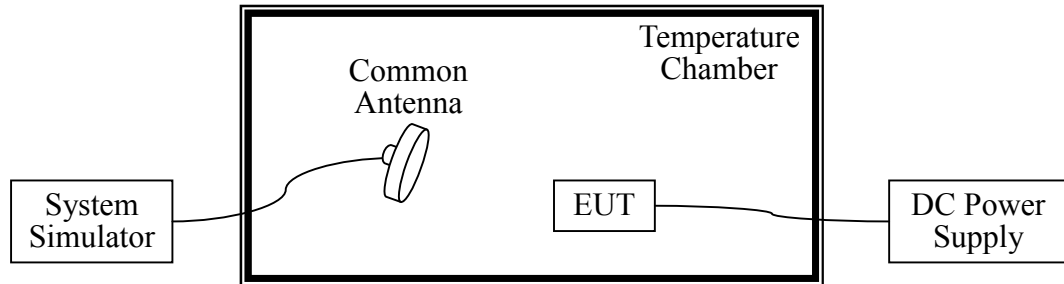 Temperature
Chamber
Common
Antenna
System
Simulator
EUT
DC Power
Supply